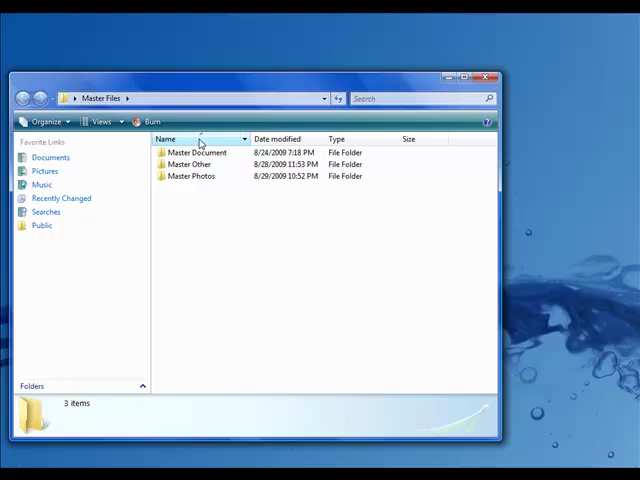 Master Files
Search
Organize Views Burn
Favorite Links
Documents
Pictures
Music
Recently Changed
Searches
Public
Folders
Name Date modified Type Size
Master Document 8/24/2009 7:18 PM File Folder
Master Other 8/28/2009 11:53 PM File Folder
Master Photos 8/29/2009 10:52 PM File Folder
3 items